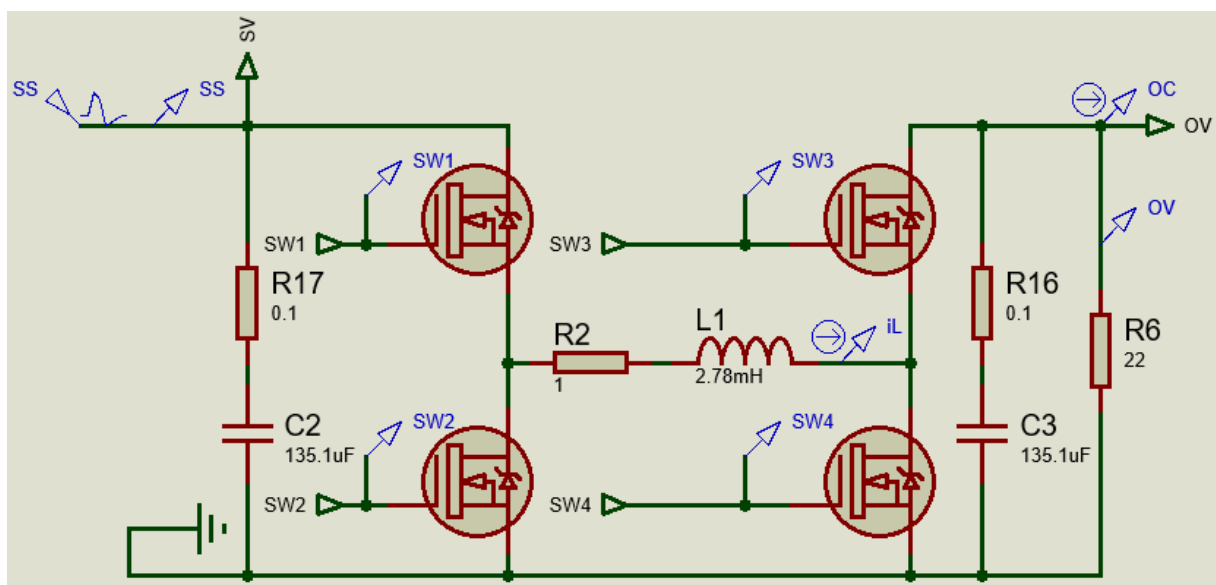 SV
SS
SS
OC
OV
SW1
SW3
OV
SW1
SW3
R17
0.1
R16
0.1
R2
1
L1
2.78mH
iL
R6
22
SW2
SW4
C2
135.1uF
C3
135.1uF
SW2
SW4